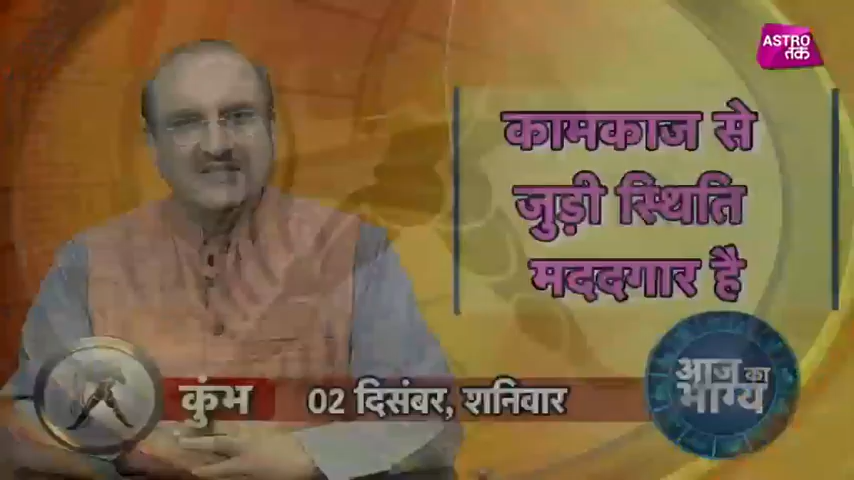 ASTRO
तक
कामकाज से
जुड़ी स्थिति
मददगार है
कुंभ
02 दिसंबर, शनिवार
आज का
भाग्य